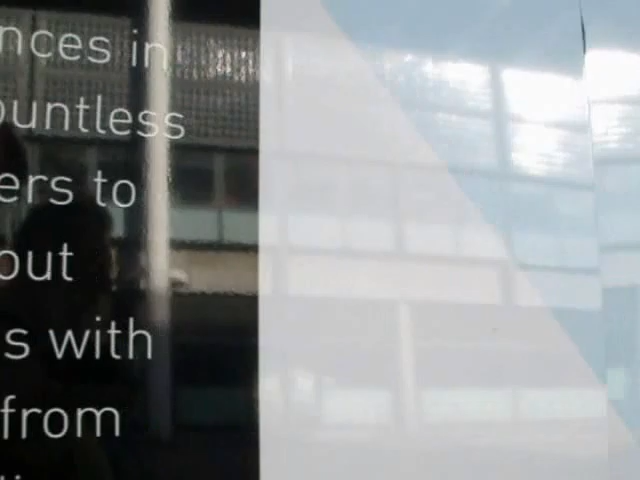 nces in
ountless
ers to
out
s with
from